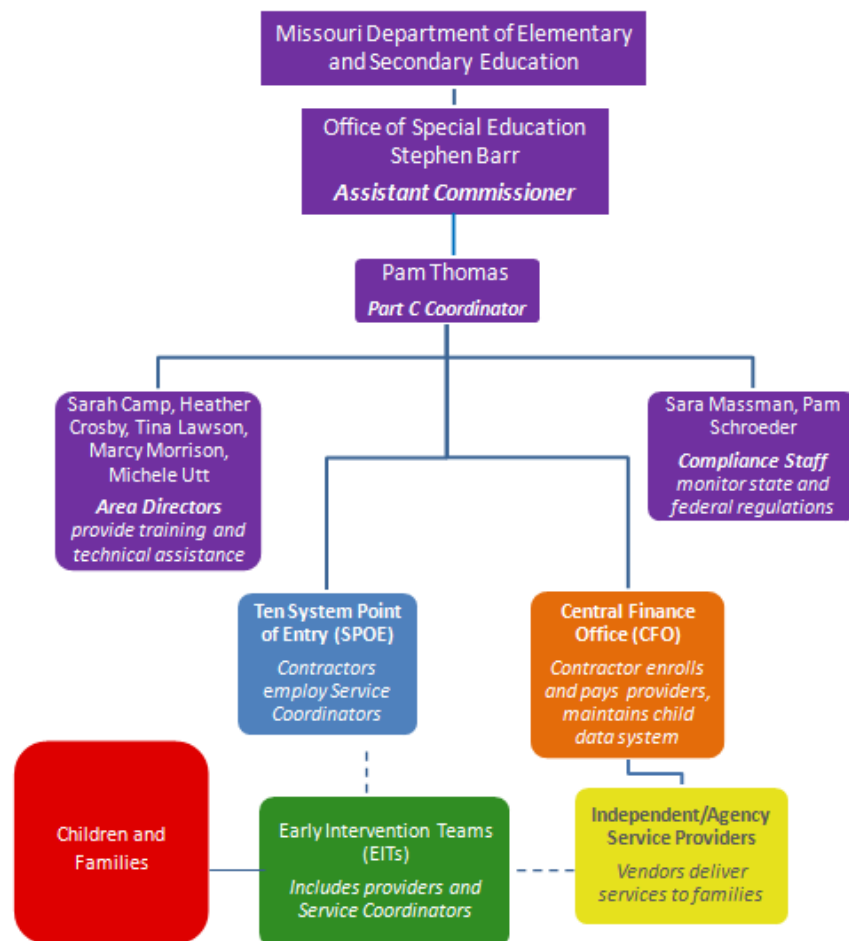 Missouri Department of Elementary
and Secondary Education
Office of Special Education
Stephen Barr
Assistant Commissioner
Pam Thomas
Part C Coordinator
Sarah Camp, Heather
Crosby, Tina Lawson,
Marcy Morrison,
Michele Utt
Area Directors
provide training and
technical assistance
Sara Massman, Pam
Schroeder
Compliance Staff
monitor state and
federal regulations
Ten System Point
of Entry (SPOE)
Contractors
employ Service
Coordinators
Central Finance
Office (CFO)
Contractor enrolls
and pays providers,
maintains child
data system
Children and
Families
Early Intervention Teams
(EITs)
Includes providers and
Service Coordinators
Independent/Agency
Service Providers
Vendors deliver
services to families